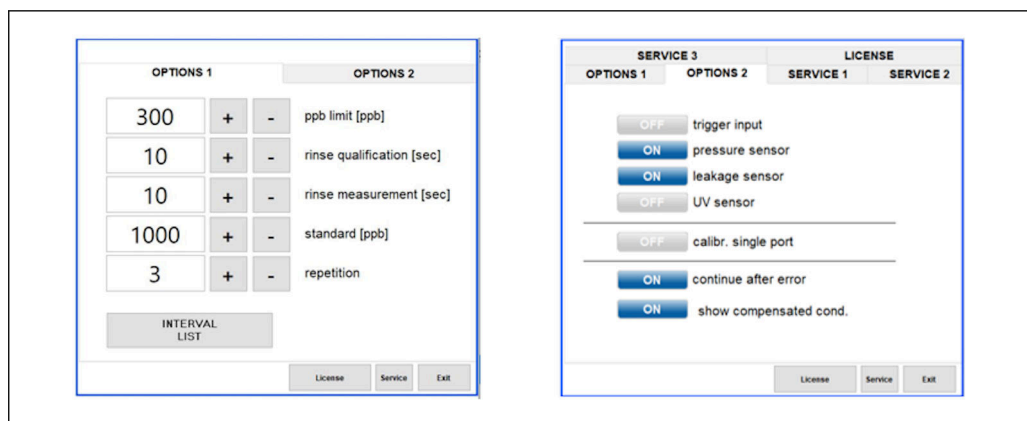 OPTIONS 1 OPTIONS 2
300 + - ppb limit [ppb]
10 + - rinse qualification [sec]
10 + - rinse measurement [sec]
1000 + - standard [ppb]
3 + - repetition
INTERVAL
LIST
License Service Exit
SERVICE 3 LICENSE
OPTIONS 1 OPTIONS 2 SERVICE 1 SERVICE 2
OFF trigger input
ON pressure sensor
ON leakage sensor
OFF UV sensor
OFF calibr. single port
ON continue after error
ON show compensated cond.
License Service Exit